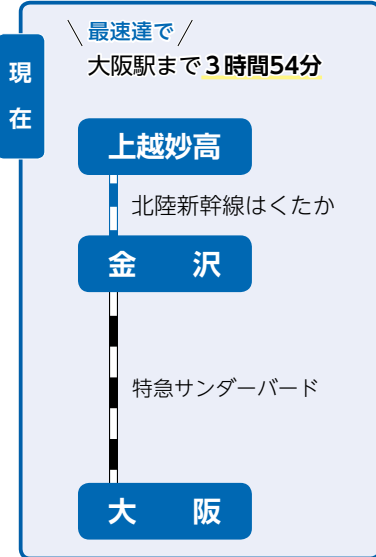 現在
最速達で
大阪駅まで３時間54分
上越妙高
北陸新幹線はくたか
金　沢
特急サンダーバード
大　阪